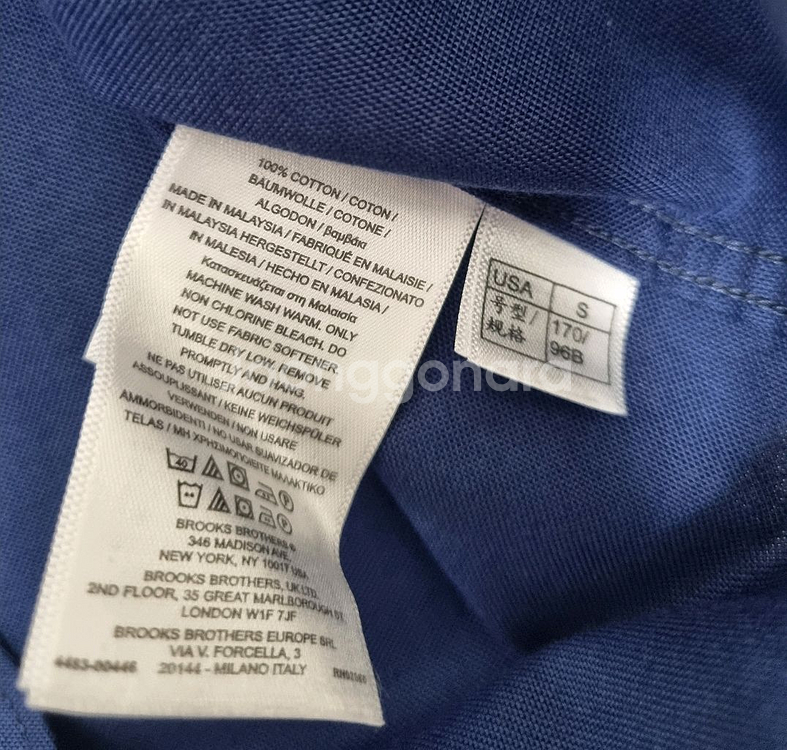 100% COTTON / COTON /
BAUMWOLLE / COTONE /
ALGODON / βαμβάκι
MADE IN MALAYSIA / FABRIQUÉ EN MALAISIE /
IN MALAYSIA HERGESTELLT / CONFEZIONATO
IN MALESIA / HECHO EN MALASIA /
Κατασκευάζεται στη Μαλαισία
MACHINE WASH WARM. ONLY
NON CHLORINE BLEACH. DO
NOT USE FABRIC SOFTENER.
TUMBLE DRY LOW. REMOVE
PROMPTLY AND HANG.
NE PAS UTILISER AUCUN PRODUIT
ASSOUPLISSANT / KEINE WEICHSPÜLER
VERWENDEN / NON USARE
AMMORBIDENTI / NO USAR SUAVIZADOR DE
TELAS / ΜΗ ΧΡΗΣΙΜΟΠΟΙΕΙΤΕ ΜΑΛΑΚΤΙΚΟ
40
BROOKS BROTHERS®
346 MADISON AVE.
NEW YORK, NY 10017 USA
BROOKS BROTHERS, UK LTD.
2ND FLOOR, 35 GREAT MARLBOROUGH ST.
LONDON W1F 7JF
BROOKS BROTHERS EUROPE SRL
VIA V. FORCELLA, 3
4483-00446 20144 - MILANO ITALY
USA S
号型/ 170/
规格 96B